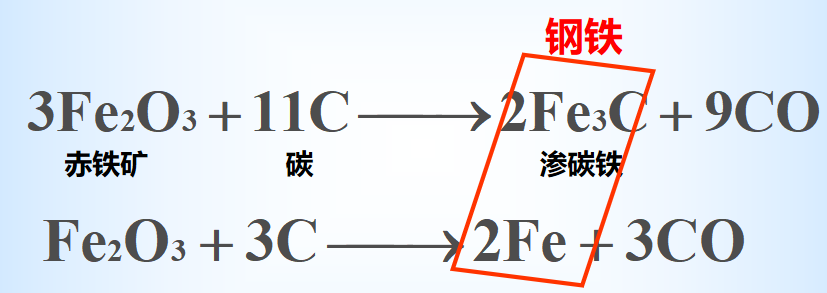 钢铁
3Fe₂O₃ + 11C ⟶ 2Fe₃C + 9CO
赤铁矿 碳 渗碳铁
Fe₂O₃ + 3C ⟶ 2Fe + 3CO